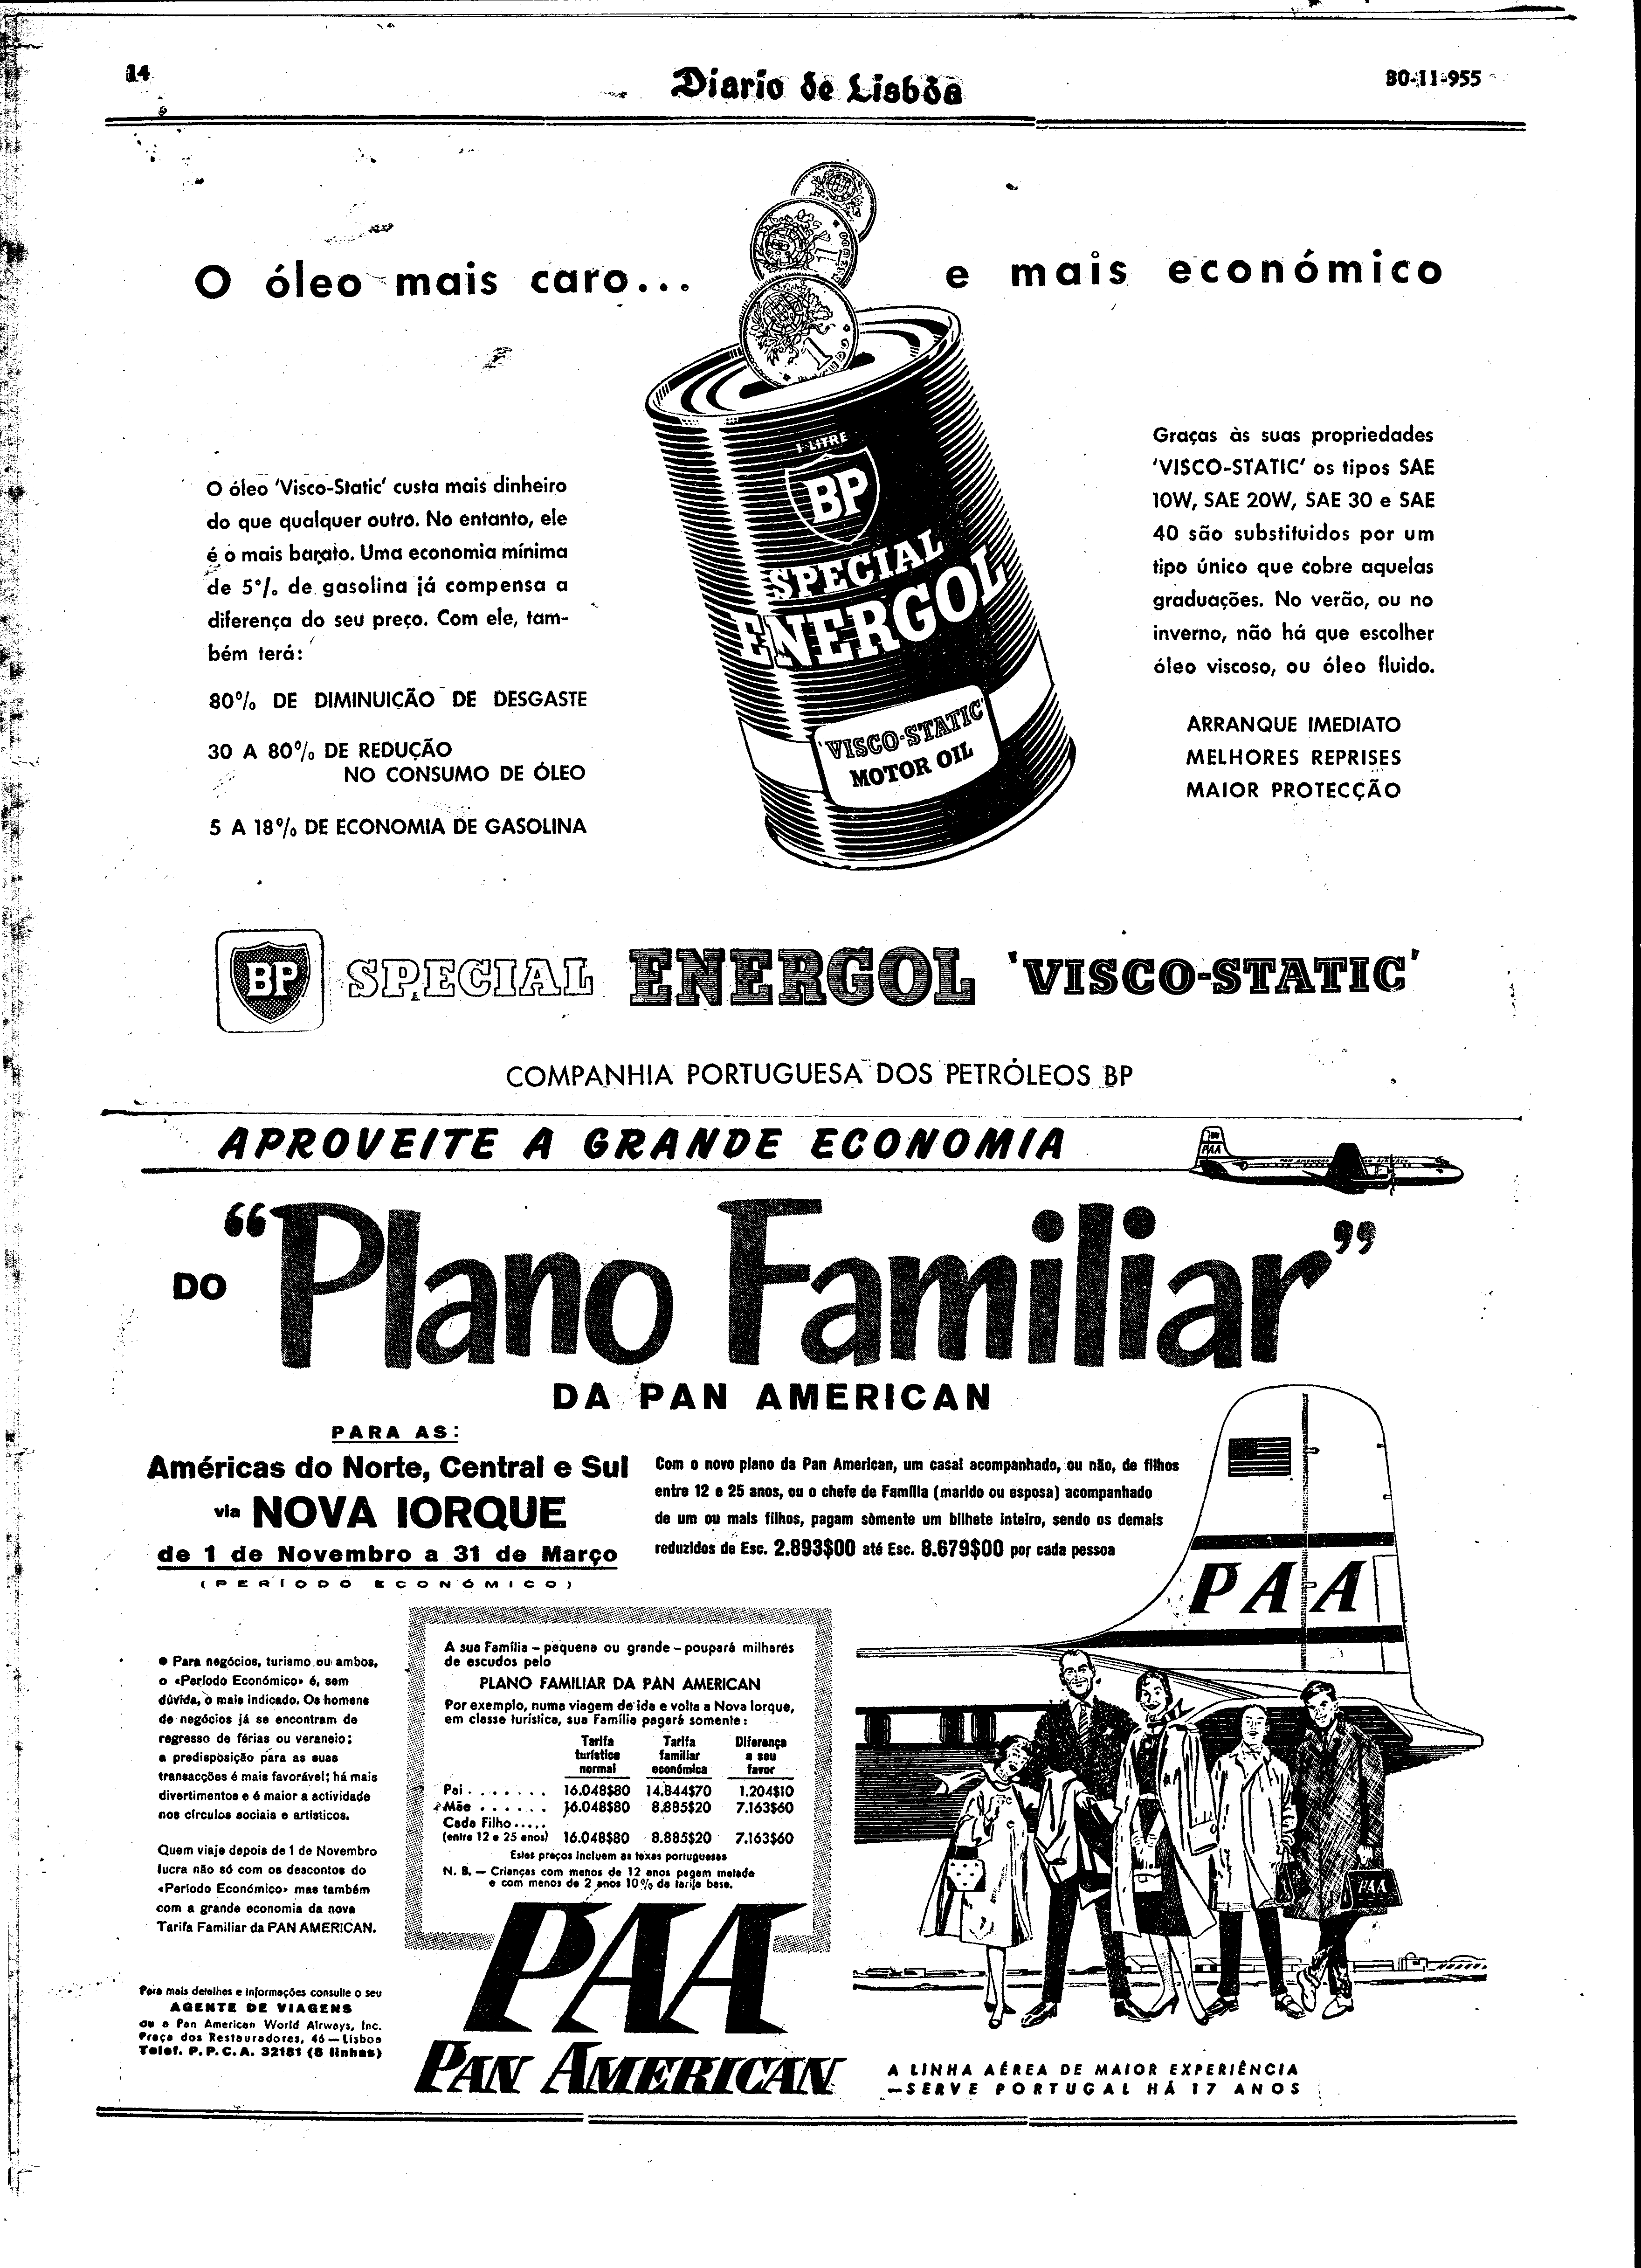 14
Diario de Lisbôa
30-11-955
O óleo mais caro...
e mais económico
O óleo 'Visco-Static' custa mais dinheiro
do que qualquer outro. No entanto, ele
é o mais barato. Uma economia mínima
de 5% de gasolina já compensa a
diferença do seu preço. Com ele, tam-
bém terá:
80% DE DIMINUIÇÃO DE DESGASTE
30 A 80% DE REDUÇÃO
NO CONSUMO DE ÓLEO
5 A 18% DE ECONOMIA DE GASOLINA
1 LITRE
BP
SPECIAL
ENERGOL
'VISCO-STATIC'
MOTOR OIL
Graças às suas propriedades
'VISCO-STATIC' os tipos SAE
10W, SAE 20W, SAE 30 e SAE
40 são substituidos por um
tipo único que cobre aquelas
graduações. No verão, ou no
inverno, não há que escolher
óleo viscoso, ou óleo fluido.
ARRANQUE IMEDIATO
MELHORES REPRISES
MAIOR PROTECÇÃO
BP SPECIAL ENERGOL 'VISCO-STATIC'
COMPANHIA PORTUGUESA DOS PETRÓLEOS BP
APROVEITE A GRANDE ECONOMIA
PAA
DO "Plano Familiar"
DA PAN AMERICAN
PARA AS:
Américas do Norte, Central e Sul
via NOVA IORQUE
de 1 de Novembro a 31 de Março
(PERÍODO ECONÓMICO)
Com o novo plano da Pan American, um casal acompanhado, ou não, de filhos
entre 12 e 25 anos, ou o chefe de Família (marido ou esposa) acompanhado
de um ou mais filhos, pagam sòmente um bilhete inteiro, sendo os demais
reduzidos de Esc. 2.893$00 até Esc. 8.679$00 por cada pessoa
PAA
● Para negócios, turismo ou ambos,
o «Período Económico» é, sem
dúvida, o mais indicado. Os homens
de negócios já se encontram de
regresso de férias ou veraneio;
a predisposição para as suas
transacções é mais favorável; há mais
divertimentos e é maior a actividade
nos círculos sociais e artísticos.
Quem viaje depois de 1 de Novembro
lucra não só com os descontos do
«Período Económico» mas também
com a grande economia da nova
Tarifa Familiar da PAN AMERICAN.
Para mais detalhes e informações consulte o seu
AGENTE DE VIAGENS
ou a Pan American World Airways, Inc.
Praça dos Restauradores, 46 — Lisboa
Telef. P.P.C.A. 32181 (8 linhas)
A sua Família – pequena ou grande – poupará milhares
de escudos pelo
PLANO FAMILIAR DA PAN AMERICAN
Por exemplo, numa viagem de ida e volta a Nova Iorque,
em classe turística, sua Família pagará somente:
Tarifa Tarifa Diferença
turística familiar a seu
normal económica favor
Pai . . . . . . . 16.048$80 14.844$70 1.204$10
Mãe . . . . . . 16.048$80 8.885$20 7.163$60
Cada Filho.....
(entre 12 e 25 anos) 16.048$80 8.885$20 7.163$60
Estes preços incluem as taxas portuguesas
N. B. — Crianças com menos de 12 anos pagam metade
e com menos de 2 anos 10% da tarifa base.
PAA
PAN AMERICAN
PAA
A LINHA AÉREA DE MAIOR EXPERIÊNCIA
—SERVE PORTUGAL HÁ 17 ANOS